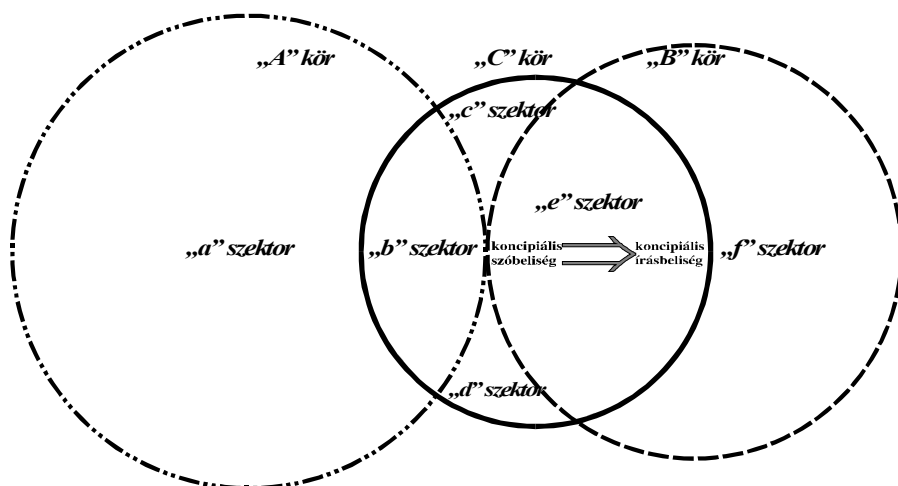 „A” kör
„C” kör
„B” kör
„c” szektor
„e” szektor
„a” szektor
„b” szektor
koncipiális
szóbeliség
koncipiális
írásbeliség
„f” szektor
„d” szektor